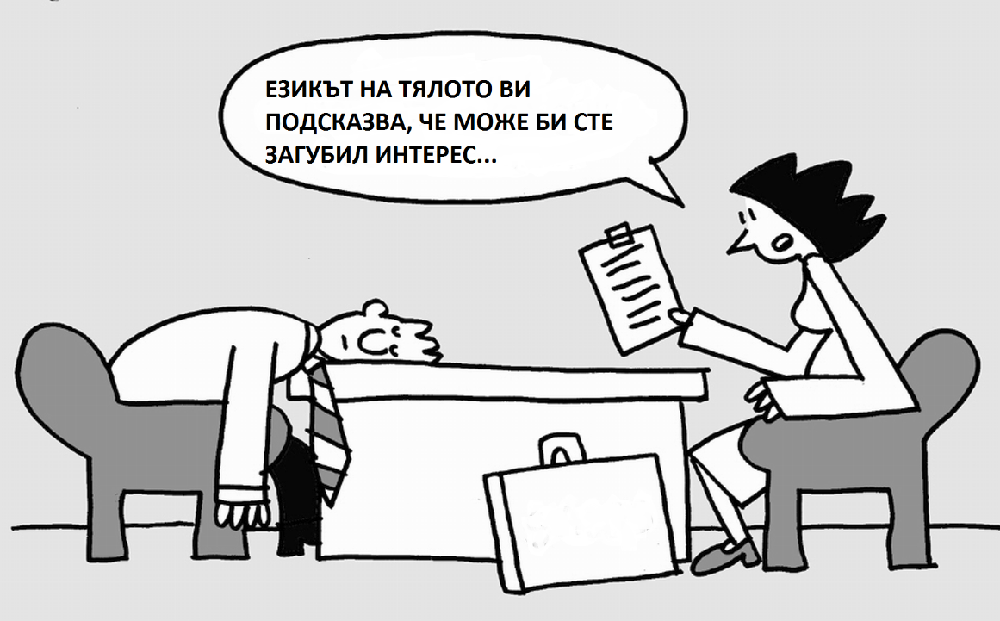 ЕЗИКЪТ НА ТЯЛОТО ВИ
ПОДСКАЗВА, ЧЕ МОЖЕ БИ СТЕ
ЗАГУБИЛ ИНТЕРЕС...